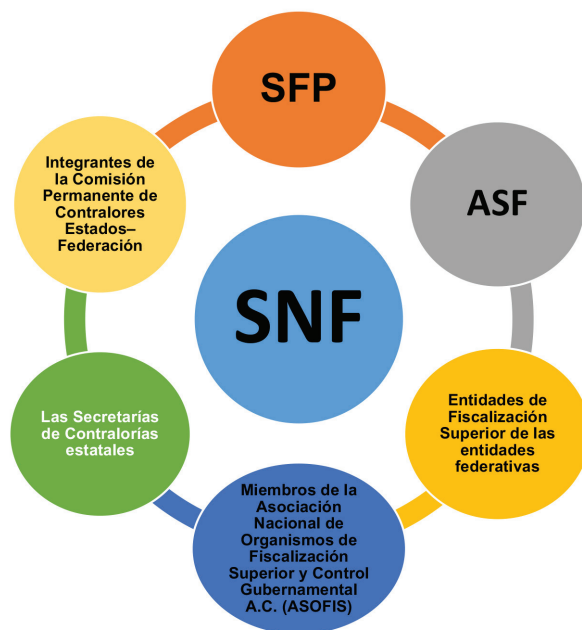 SFP
ASF
Entidades de
Fiscalización
Superior de las
entidades
federativas
Miembros de la
Asociación
Nacional de
Organismos de
Fiscalización
Superior y Control
Gubernamental
A.C. (ASOFIS)
Las Secretarías
de Contralorías
estatales
Integrantes de
la Comisión
Permanente de
Contralores
Estados–
Federación
SNF